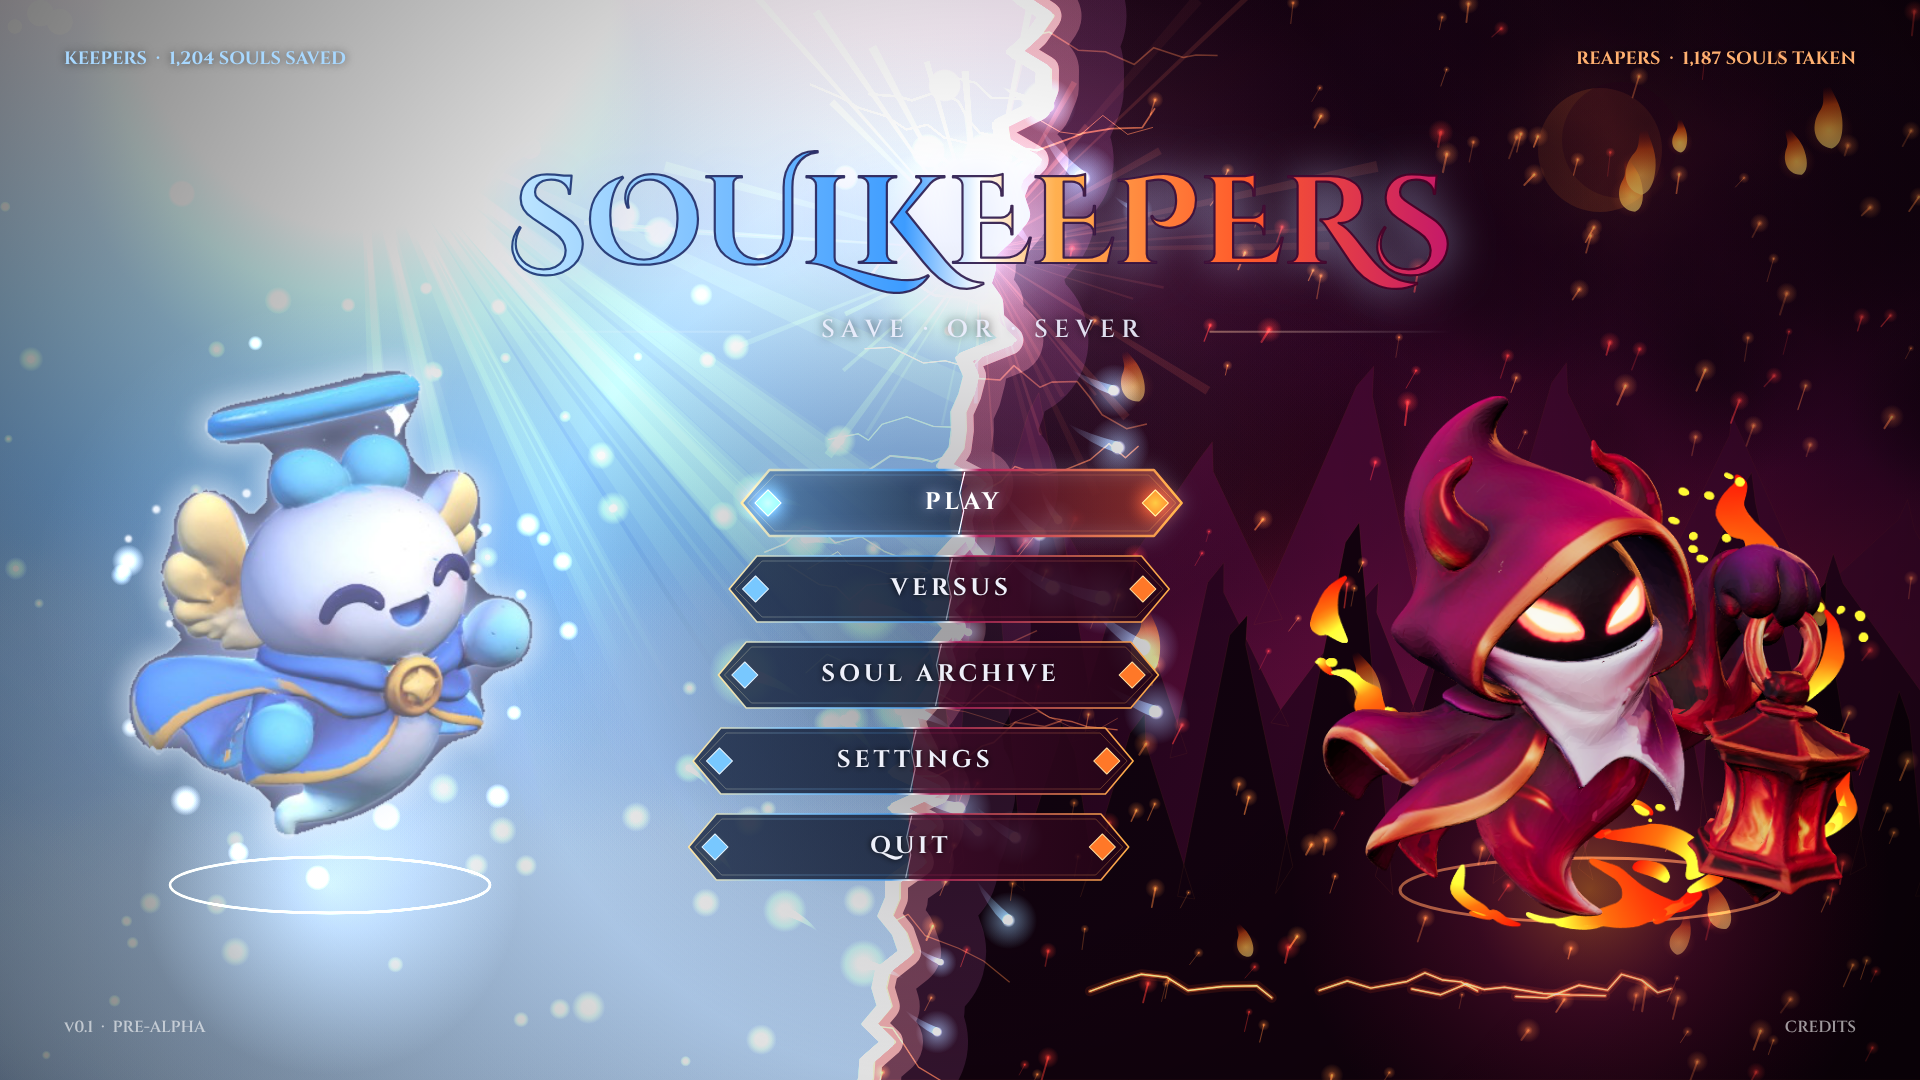 KEEPERS · 1,204 SOULS SAVED
REAPERS · 1,187 SOULS TAKEN
SOULKEEPERS
SAVE · OR · SEVER
PLAY
VERSUS
SOUL ARCHIVE
SETTINGS
QUIT
v0.1 · PRE-ALPHA
CREDITS